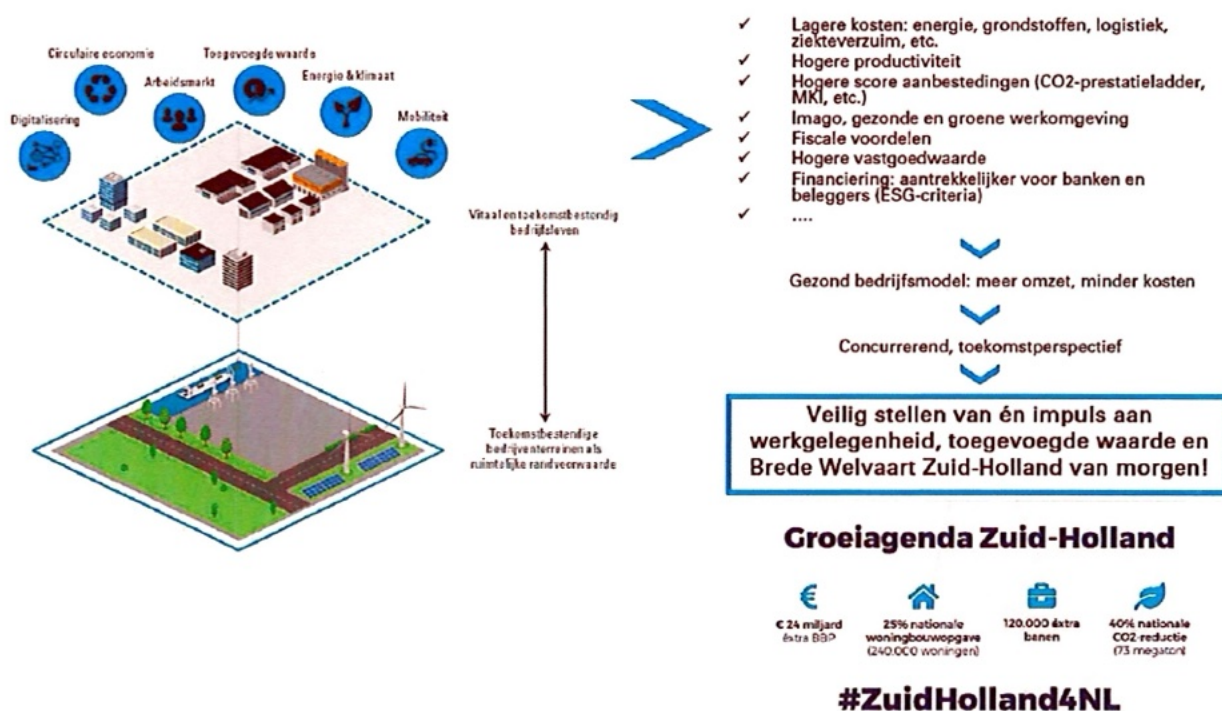 Circulaire economie
Toegevoegde waarde
Arbeidsmarkt
Energie & klimaat
Digitalisering
Mobiliteit
Vitaal en toekomstbestendig
bedrijfsleven
Toekomstbestendige
bedrijventerreinen als
ruimtelijke randvoorwaarde
✓ Lagere kosten: energie, grondstoffen, logistiek,
ziekteverzuim, etc.
✓ Hogere productiviteit
✓ Hogere score aanbestedingen (CO2-prestatieladder,
MKI, etc.)
✓ Imago, gezonde en groene werkomgeving
✓ Fiscale voordelen
✓ Hogere vastgoedwaarde
✓ Financiering: aantrekkelijker voor banken en
beleggers (ESG-criteria)
✓ ....
Gezond bedrijfsmodel: meer omzet, minder kosten
Concurrerend, toekomstperspectief
Veilig stellen van én impuls aan
werkgelegenheid, toegevoegde waarde en
Brede Welvaart Zuid-Holland van morgen!
Groeiagenda Zuid-Holland
€ 24 miljard
éxtra BBP
25% nationale
woningbouwopgave
(240.000 woningen)
120.000 éxtra
banen
40% nationale
CO2-reductie
(73 megaton)
#ZuidHolland4NL